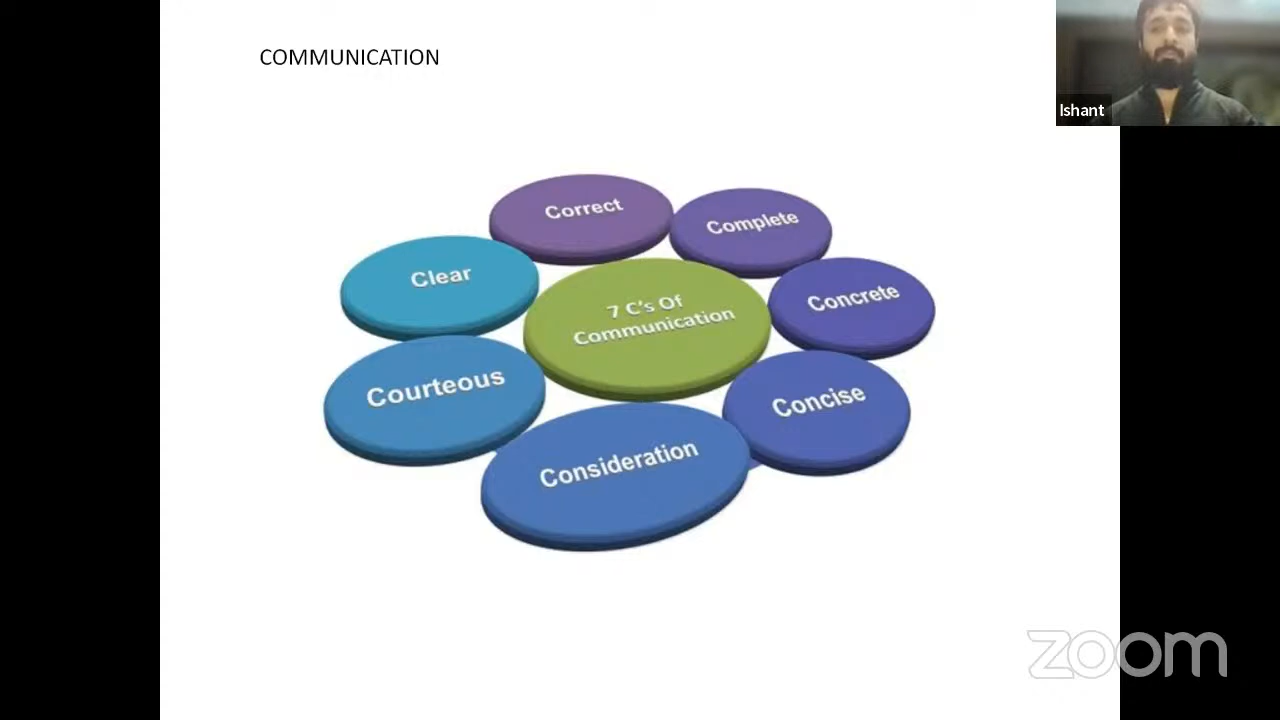 COMMUNICATION
Ishant
Correct
Complete
Clear
7 C's Of
Communication
Concrete
Courteous
Concise
Consideration
zoom